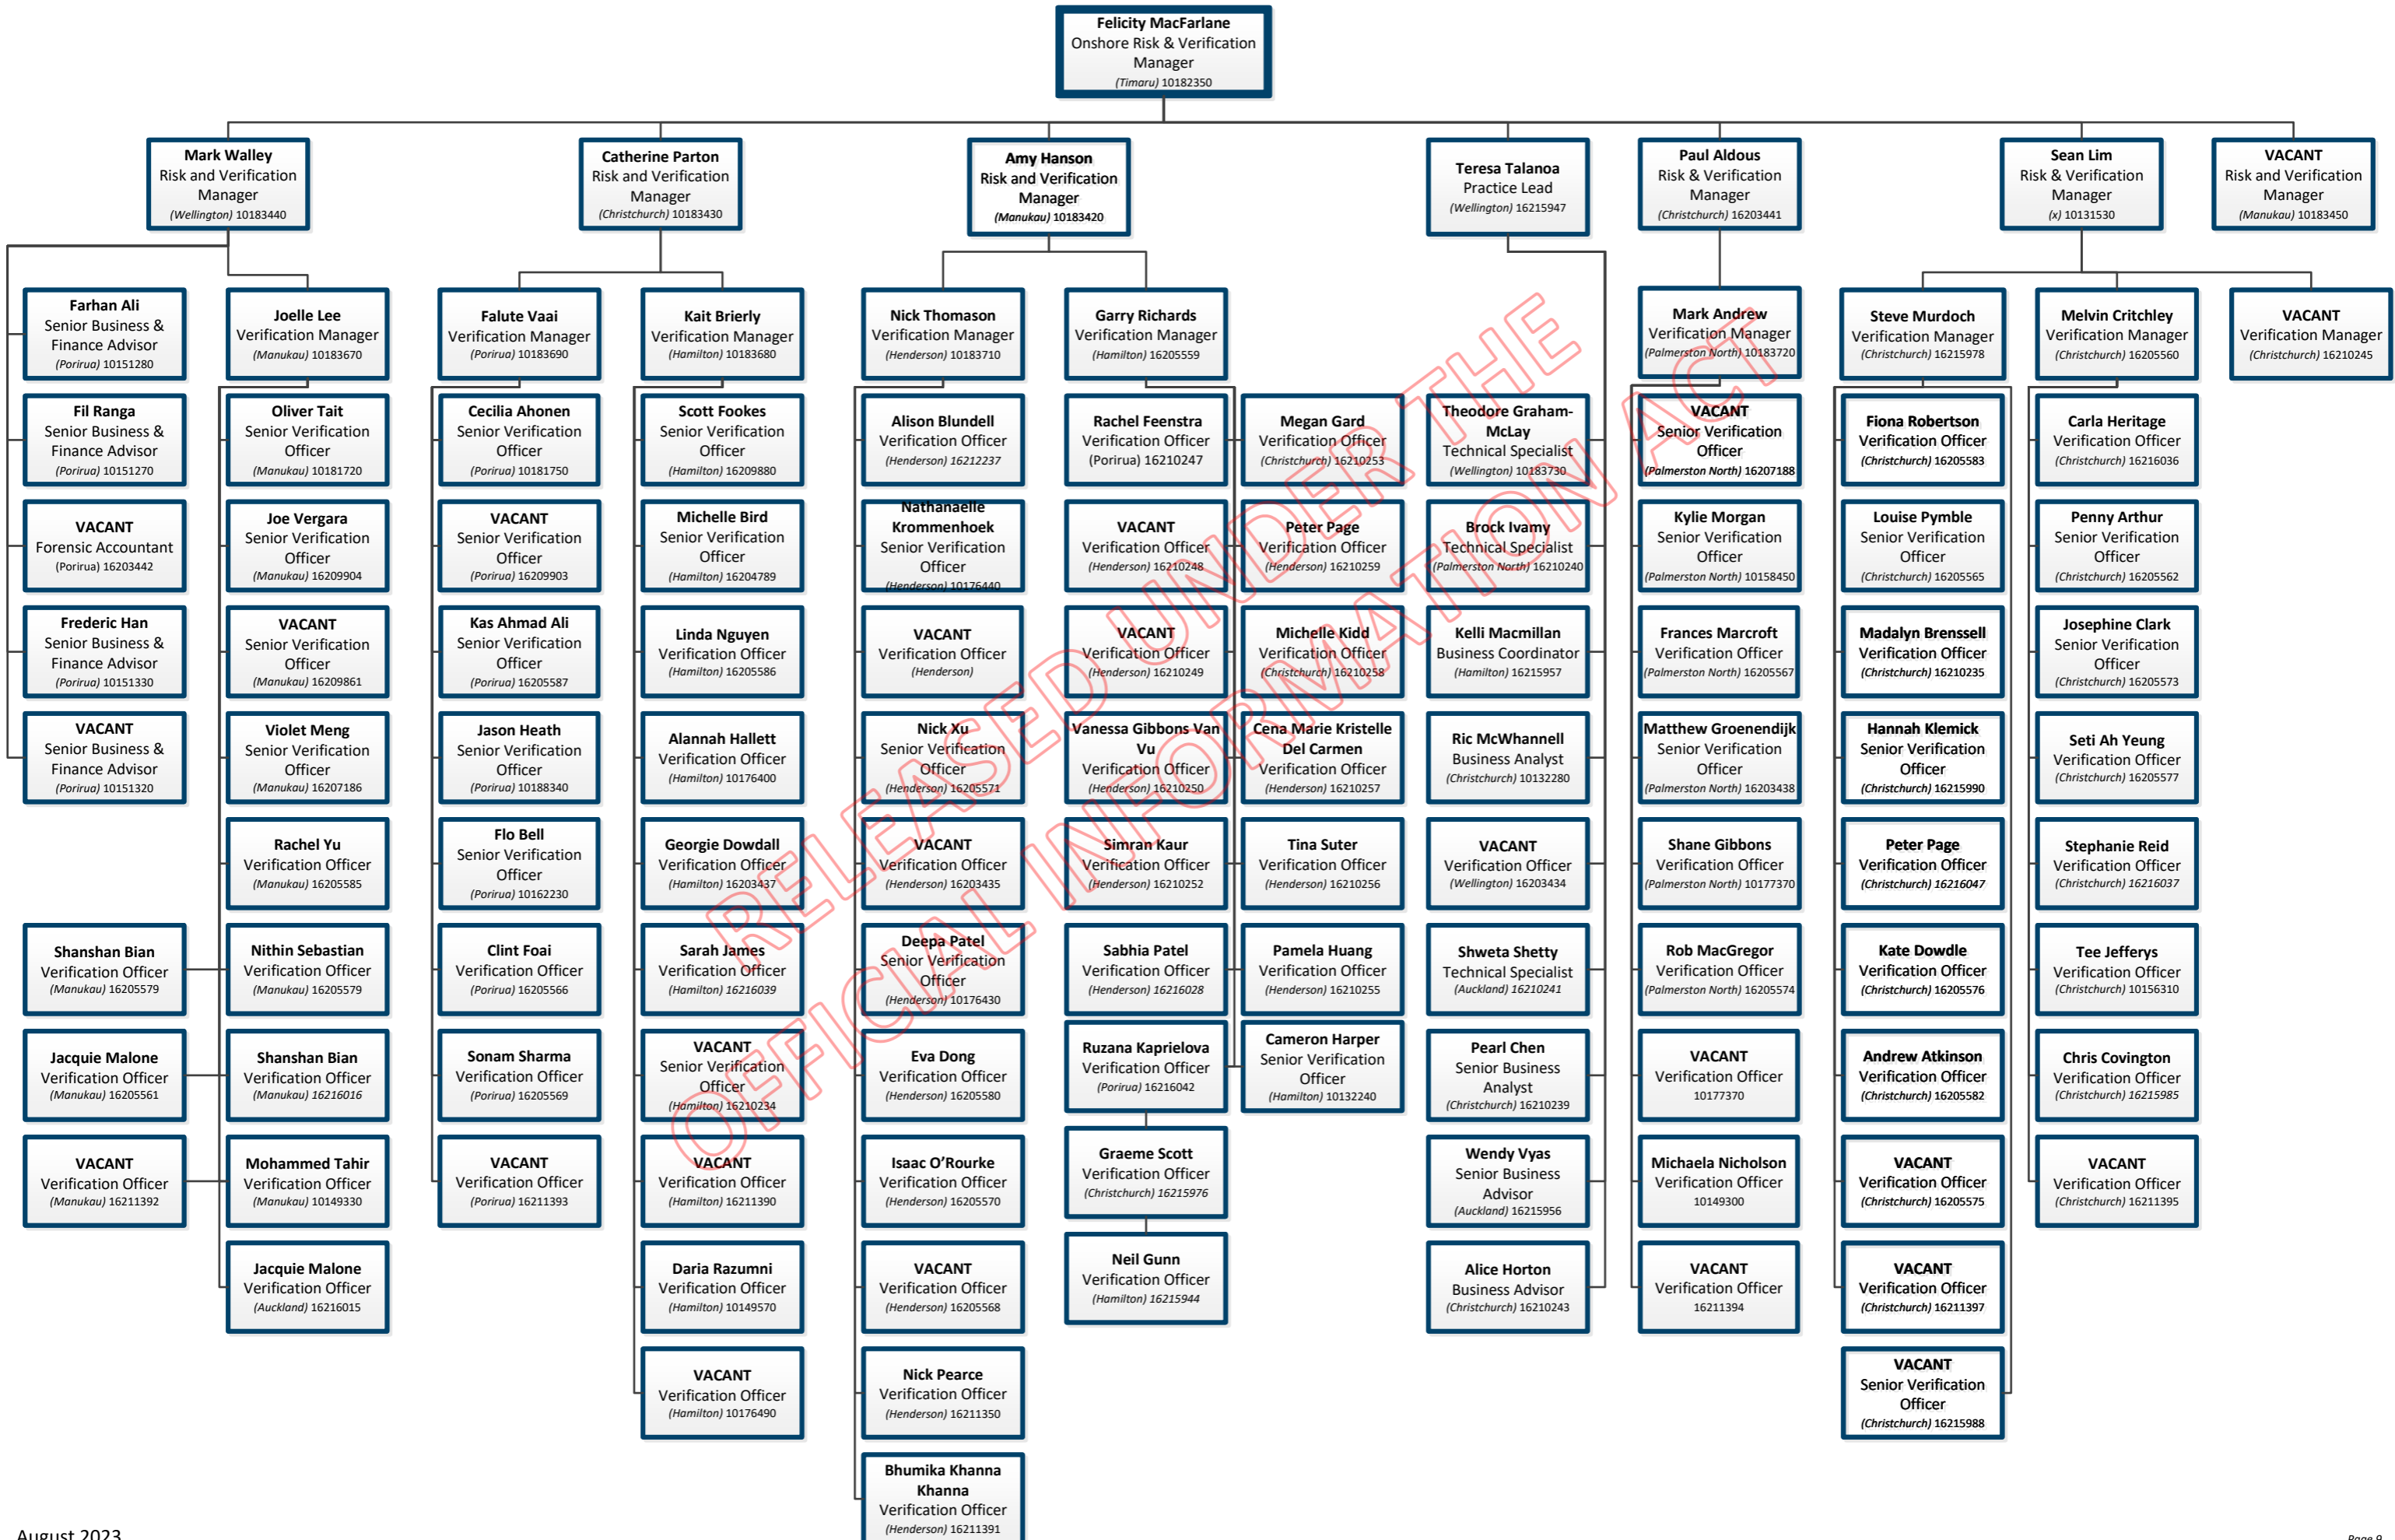 Felicity MacFarlane
Onshore Risk & Verification
Manager
(Timaru) 10182350
Mark Walley
Risk and Verification
Manager
(Wellington) 10183440
Catherine Parton
Risk and Verification
Manager
(Christchurch) 10183430
Amy Hanson
Risk and Verification
Manager
(Manukau) 10183420
Teresa Talanoa
Practice Lead
(Wellington) 16215947
Paul Aldous
Risk & Verification
Manager
(Christchurch) 16203441
Sean Lim
Risk & Verification
Manager
(x) 10131530
VACANT
Risk and Verification
Manager
(Manukau) 10183450
Farhan Ali
Senior Business &
Finance Advisor
(Porirua) 10151280
Fil Ranga
Senior Business &
Finance Advisor
(Porirua) 10151270
VACANT
Forensic Accountant
(Porirua) 16203442
Frederic Han
Senior Business &
Finance Advisor
(Porirua) 10151330
VACANT
Senior Business &
Finance Advisor
(Porirua) 10151320
Shanshan Bian
Verification Officer
(Manukau) 16205579
Jacquie Malone
Verification Officer
(Manukau) 16205561
VACANT
Verification Officer
(Manukau) 16211392
Joelle Lee
Verification Manager
(Manukau) 10183670
Oliver Tait
Senior Verification
Officer
(Manukau) 10181720
Joe Vergara
Senior Verification
Officer
(Manukau) 16209904
VACANT
Senior Verification
Officer
(Manukau) 16209861
Violet Meng
Senior Verification
Officer
(Manukau) 16207186
Rachel Yu
Verification Officer
(Manukau) 16205585
Nithin Sebastian
Verification Officer
(Manukau) 16205579
Shanshan Bian
Verification Officer
(Manukau) 16216016
Mohammed Tahir
Verification Officer
(Manukau) 10149330
Jacquie Malone
Verification Officer
(Auckland) 16216015
Falute Vaai
Verification Manager
(Porirua) 10183690
Cecilia Ahonen
Senior Verification
Officer
(Porirua) 10181750
VACANT
Senior Verification
Officer
(Porirua) 16209903
Kas Ahmad Ali
Senior Verification
Officer
(Porirua) 16205587
Jason Heath
Senior Verification
Officer
(Porirua) 10188340
Flo Bell
Senior Verification
Officer
(Porirua) 10162230
Clint Foai
Verification Officer
(Porirua) 16205566
Sonam Sharma
Verification Officer
(Porirua) 16205569
VACANT
Verification Officer
(Porirua) 16211393
Kait Brierly
Verification Manager
(Hamilton) 10183680
Scott Fookes
Senior Verification
Officer
(Hamilton) 16209880
Michelle Bird
Senior Verification
Officer
(Hamilton) 16204789
Linda Nguyen
Verification Officer
(Hamilton) 16205586
Alannah Hallett
Verification Officer
(Hamilton) 10176400
Georgie Dowdall
Verification Officer
(Hamilton) 16203437
Sarah James
Verification Officer
(Hamilton) 16216039
VACANT
Senior Verification
Officer
(Hamilton) 16210234
VACANT
Verification Officer
(Hamilton) 16211390
Daria Razumni
Verification Officer
(Hamilton) 10149570
VACANT
Verification Officer
(Hamilton) 10176490
Nick Thomason
Verification Manager
(Henderson) 10183710
Alison Blundell
Verification Officer
(Henderson) 16212237
Nathanaelle
Krommenhoek
Senior Verification
Officer
(Henderson) 10176440
VACANT
Verification Officer
(Henderson)
Nick Xu
Senior Verification
Officer
(Henderson) 16205571
VACANT
Verification Officer
(Henderson) 16203435
Deepa Patel
Senior Verification
Officer
(Henderson) 10176430
Eva Dong
Verification Officer
(Henderson) 16205580
Isaac O’Rourke
Verification Officer
(Henderson) 16205570
VACANT
Verification Officer
(Henderson) 16205568
Nick Pearce
Verification Officer
(Henderson) 16211350
Bhumika Khanna
Khanna
Verification Officer
(Henderson) 16211391
Garry Richards
Verification Manager
(Hamilton) 16205559
Rachel Feenstra
Verification Officer
(Porirua) 16210247
VACANT
Verification Officer
(Henderson) 16210248
VACANT
Verification Officer
(Henderson) 16210249
Vanessa Gibbons Van
Vu
Verification Officer
(Henderson) 16210250
Simran Kaur
Verification Officer
(Henderson) 16210252
Sabhia Patel
Verification Officer
(Henderson) 16216028
Ruzana Kaprielova
Verification Officer
(Porirua) 16216042
Graeme Scott
Verification Officer
(Christchurch) 16215976
Neil Gunn
Verification Officer
(Hamilton) 16215944
Megan Gard
Verification Officer
(Christchurch) 16210253
Peter Page
Verification Officer
(Henderson) 16210259
Michelle Kidd
Verification Officer
(Christchurch) 16210258
Cena Marie Kristelle
Del Carmen
Verification Officer
(Henderson) 16210257
Tina Suter
Verification Officer
(Henderson) 16210256
Pamela Huang
Verification Officer
(Henderson) 16210255
Cameron Harper
Senior Verification
Officer
(Hamilton) 10132240
Theodore Graham-
McLay
Technical Specialist
(Wellington) 10183730
Brock Ivamy
Technical Specialist
(Palmerston North) 16210240
Kelli Macmillan
Business Coordinator
(Hamilton) 16215957
Ric McWhannell
Business Analyst
(Christchurch) 10132280
VACANT
Verification Officer
(Wellington) 16203434
Shweta Shetty
Technical Specialist
(Auckland) 16210241
Pearl Chen
Senior Business
Analyst
(Christchurch) 16210239
Wendy Vyas
Senior Business
Advisor
(Auckland) 16215956
Alice Horton
Business Advisor
(Christchurch) 16210243
Mark Andrew
Verification Manager
(Palmerston North) 10183720
VACANT
Senior Verification
Officer
(Palmerston North) 16207188
Kylie Morgan
Senior Verification
Officer
(Palmerston North) 10158450
Frances Marcroft
Verification Officer
(Palmerston North) 16205567
Matthew Groenendijk
Senior Verification
Officer
(Palmerston North) 16203438
Shane Gibbons
Verification Officer
(Palmerston North) 10177370
Rob MacGregor
Verification Officer
(Palmerston North) 16205574
VACANT
Verification Officer
10177370
Michaela Nicholson
Verification Officer
10149300
VACANT
Verification Officer
16211394
Steve Murdoch
Verification Manager
(Christchurch) 16215978
Fiona Robertson
Verification Officer
(Christchurch) 16205583
Louise Pymble
Senior Verification
Officer
(Christchurch) 16205565
Madalyn Brenssell
Verification Officer
(Christchurch) 16210235
Hannah Klemick
Senior Verification
Officer
(Christchurch) 16215990
Peter Page
Verification Officer
(Christchurch) 16216047
Kate Dowdle
Verification Officer
(Christchurch) 16205576
Andrew Atkinson
Verification Officer
(Christchurch) 16205582
VACANT
Verification Officer
(Christchurch) 16205575
VACANT
Verification Officer
(Christchurch) 16211397
VACANT
Senior Verification
Officer
(Christchurch) 16215988
Melvin Critchley
Verification Manager
(Christchurch) 16205560
Carla Heritage
Verification Officer
(Christchurch) 16216036
Penny Arthur
Senior Verification
Officer
(Christchurch) 16205562
Josephine Clark
Senior Verification
Officer
(Christchurch) 16205573
Seti Ah Yeung
Verification Officer
(Christchurch) 16205577
Stephanie Reid
Verification Officer
(Christchurch) 16216037
Tee Jefferys
Verification Officer
(Christchurch) 10156310
Chris Covington
Verification Officer
(Christchurch) 16215985
VACANT
Verification Officer
(Christchurch) 16211395
VACANT
Verification Manager
(Christchurch) 16210245
RELEASED UNDER THE
OFFICIAL INFORMATION ACT
August 2023
Page 9